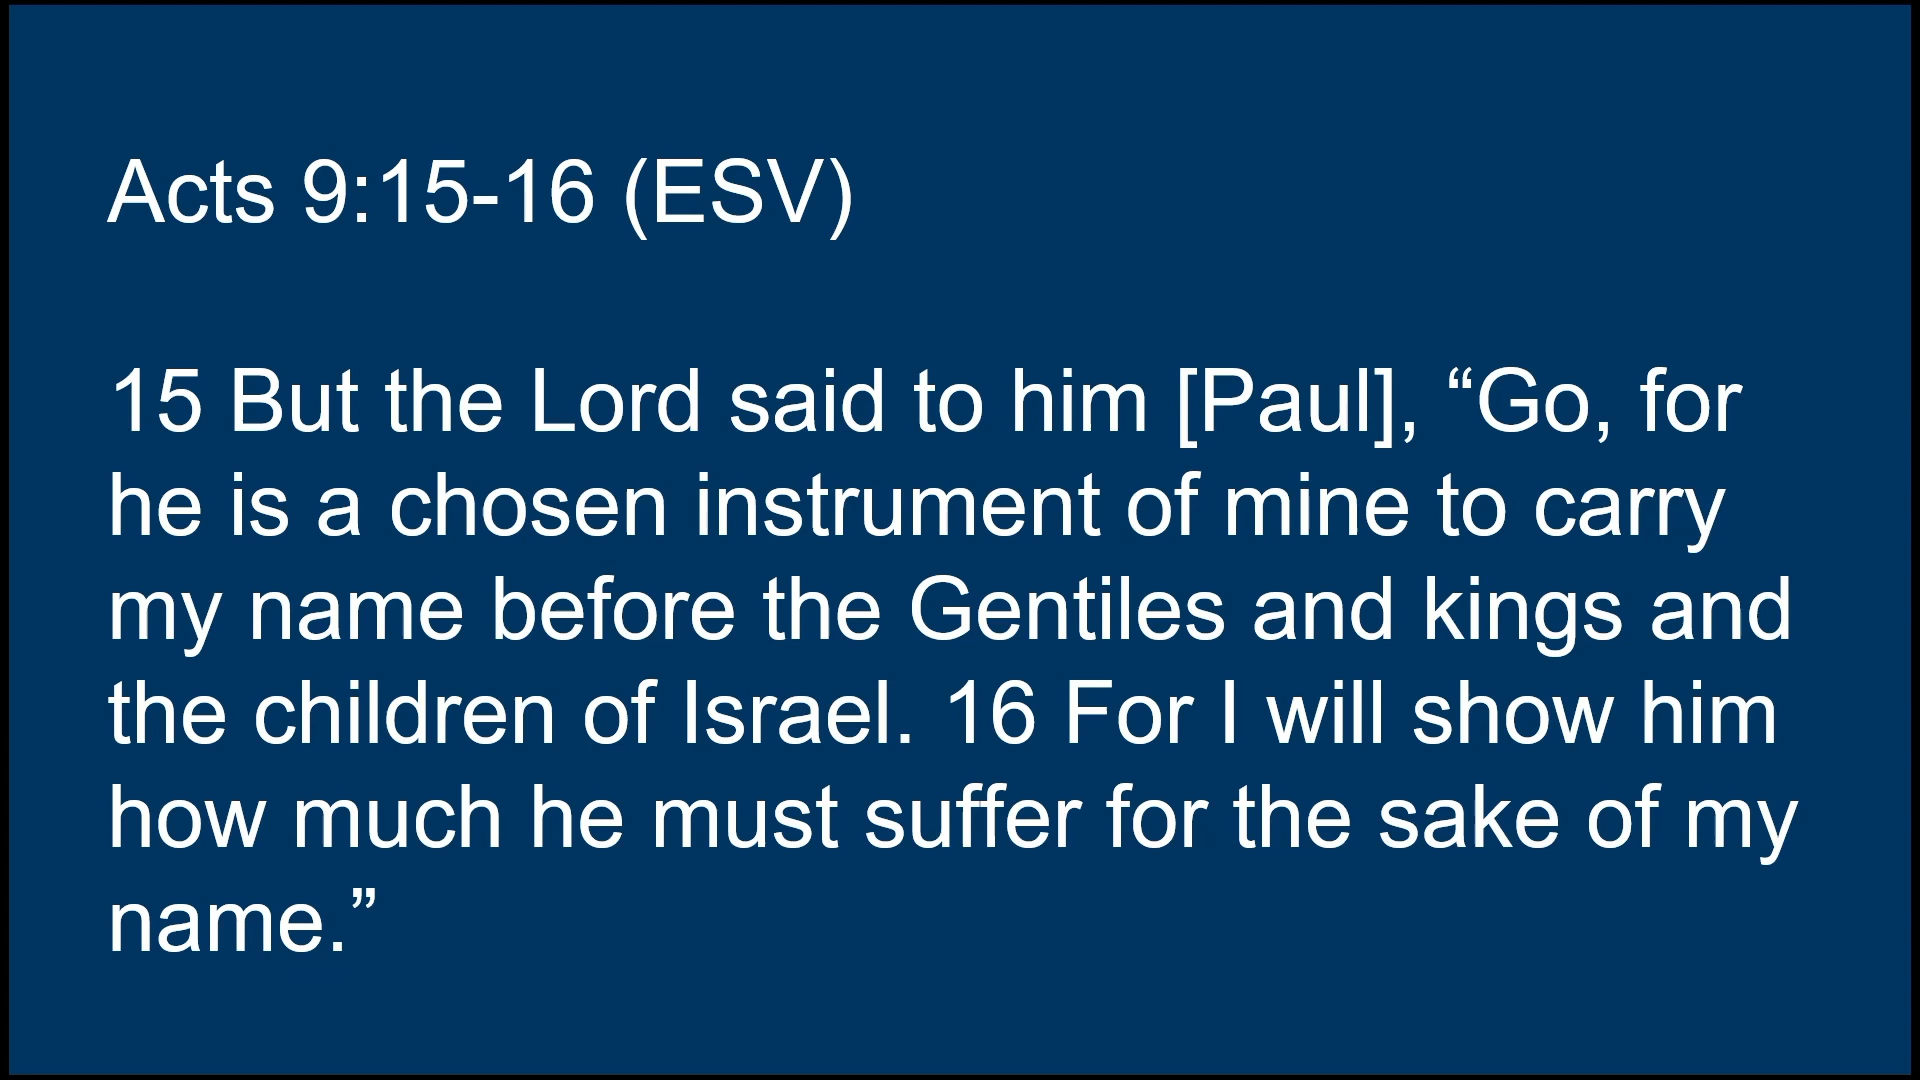 Acts 9:15-16 (ESV)
15 But the Lord said to him [Paul], “Go, for
he is a chosen instrument of mine to carry
my name before the Gentiles and kings and
the children of Israel. 16 For I will show him
how much he must suffer for the sake of my
name.”